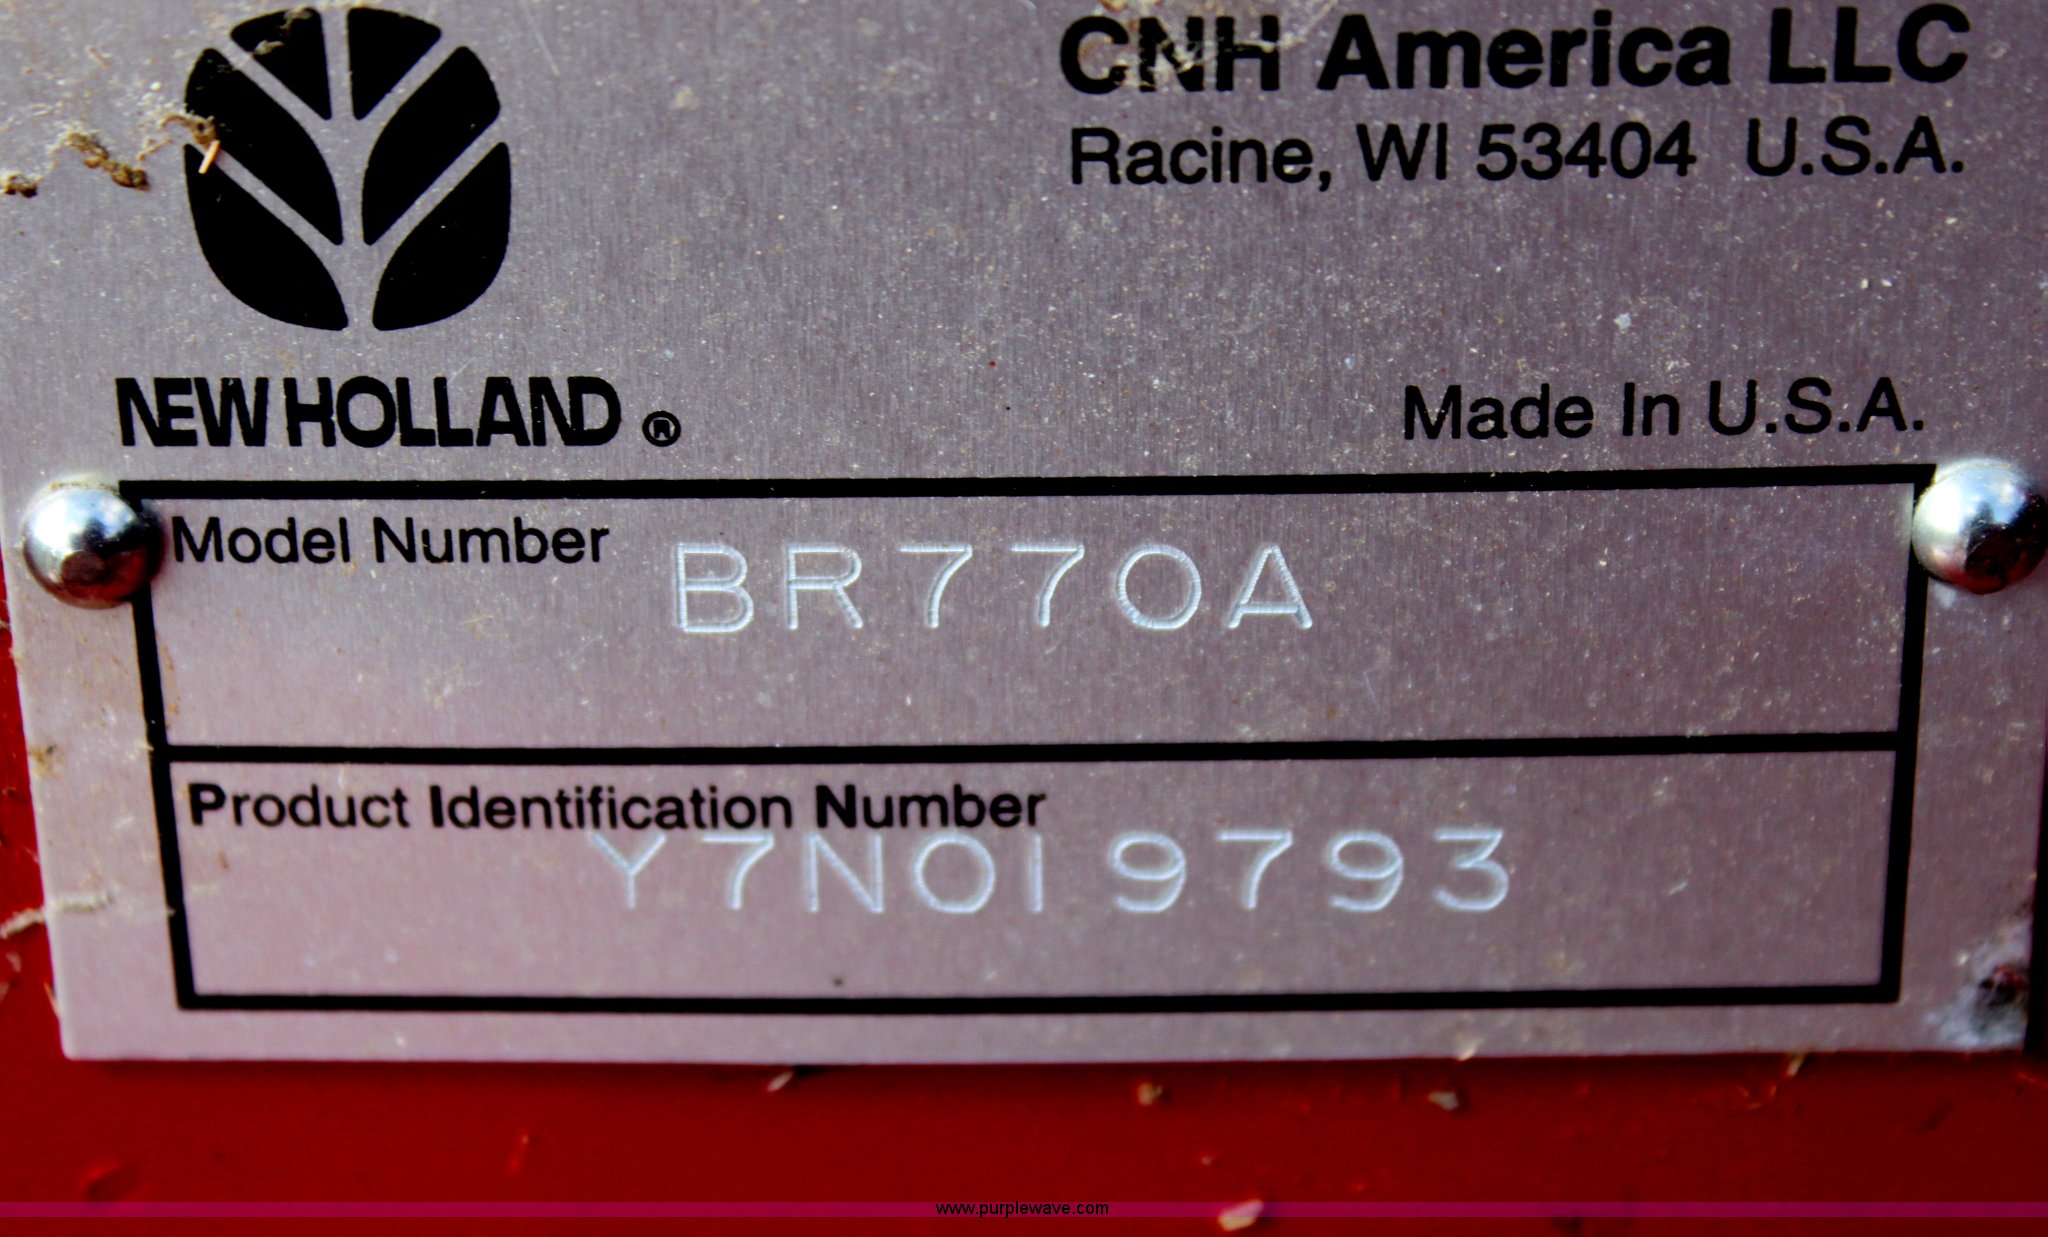 CNH America LLC
Racine, WI 53404 U.S.A.
NEW HOLLAND ®
Made In U.S.A.
Model Number BR770A
Product Identification Number
Y7N019793
www.purplewave.com